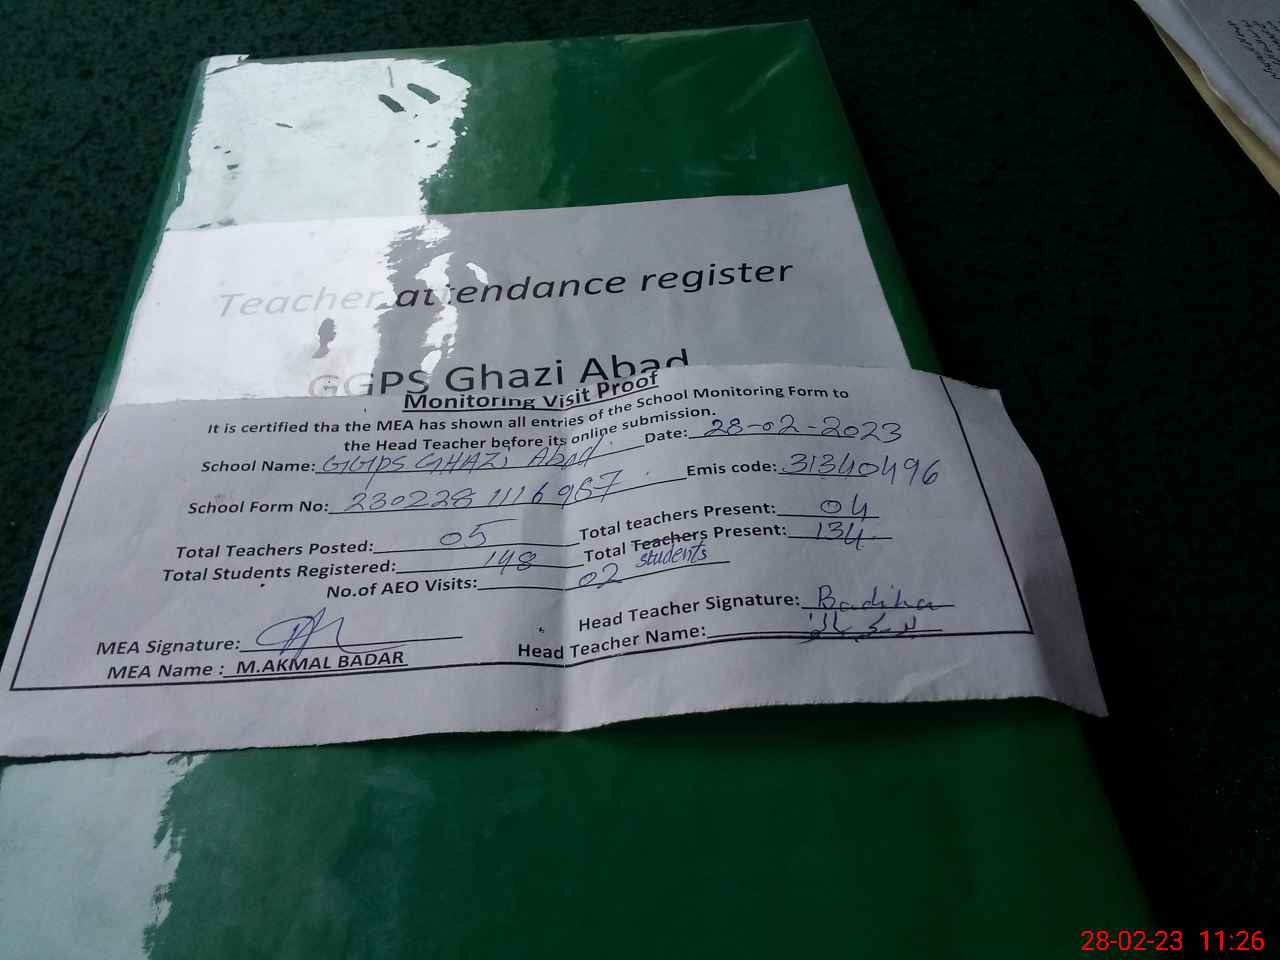 Teacher attendance register
GGPS Ghazi Abad
Monitoring Visit Proof
It is certified tha the MEA has shown all entries of the School Monitoring Form to
the Head Teacher before its online submission.
School Name: GGPS GHAZI Abad Date: 28-02-2023
Emis code: 31340496
School Form No: 2302281116987
Total Teachers Posted: 05 Total teachers Present: 04
Total Students Registered: 148 Total Teachers Present: 134
students
No.of AEO Visits: 02
MEA Signature: Head Teacher Signature: Badiha
MEA Name : M.AKMAL BADAR Head Teacher Name:
28-02-23 11:26